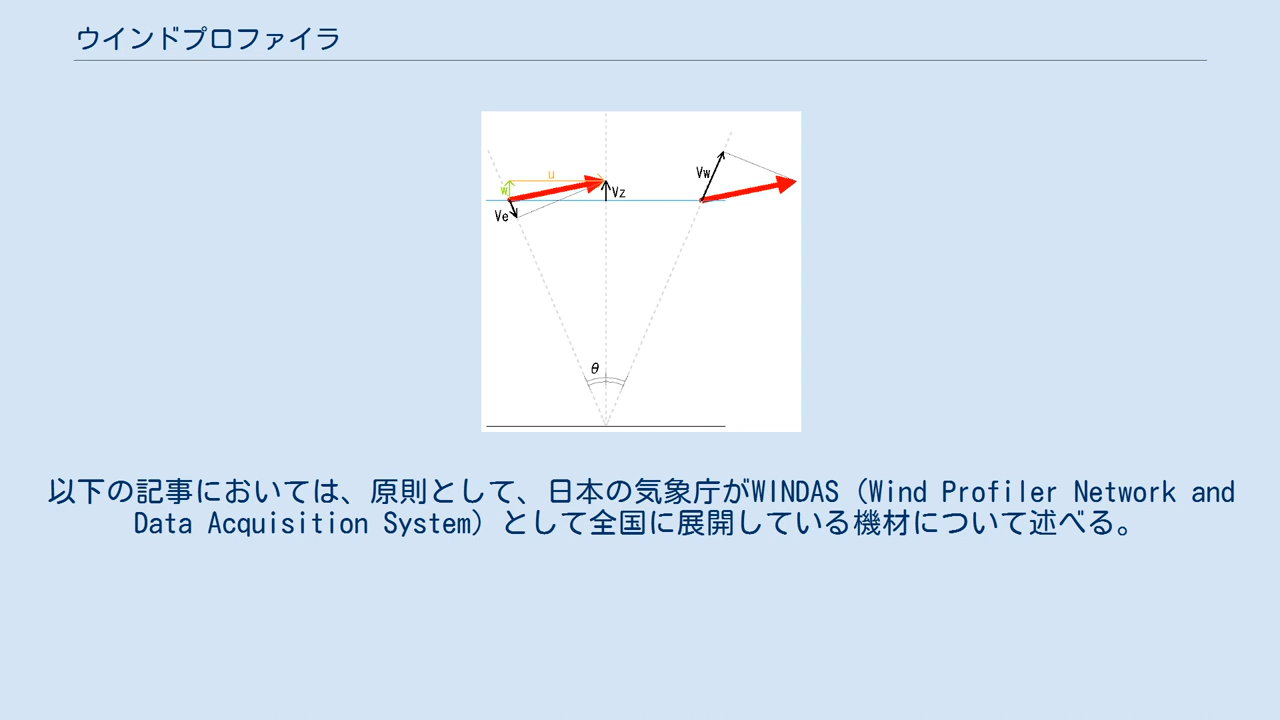 ウインドプロファイラ
u
w
Vz
Ve
Vw
θ
以下の記事においては、原則として、日本の気象庁がWINDAS（Wind Profiler Network and
Data Acquisition System）として全国に展開している機材について述べる。